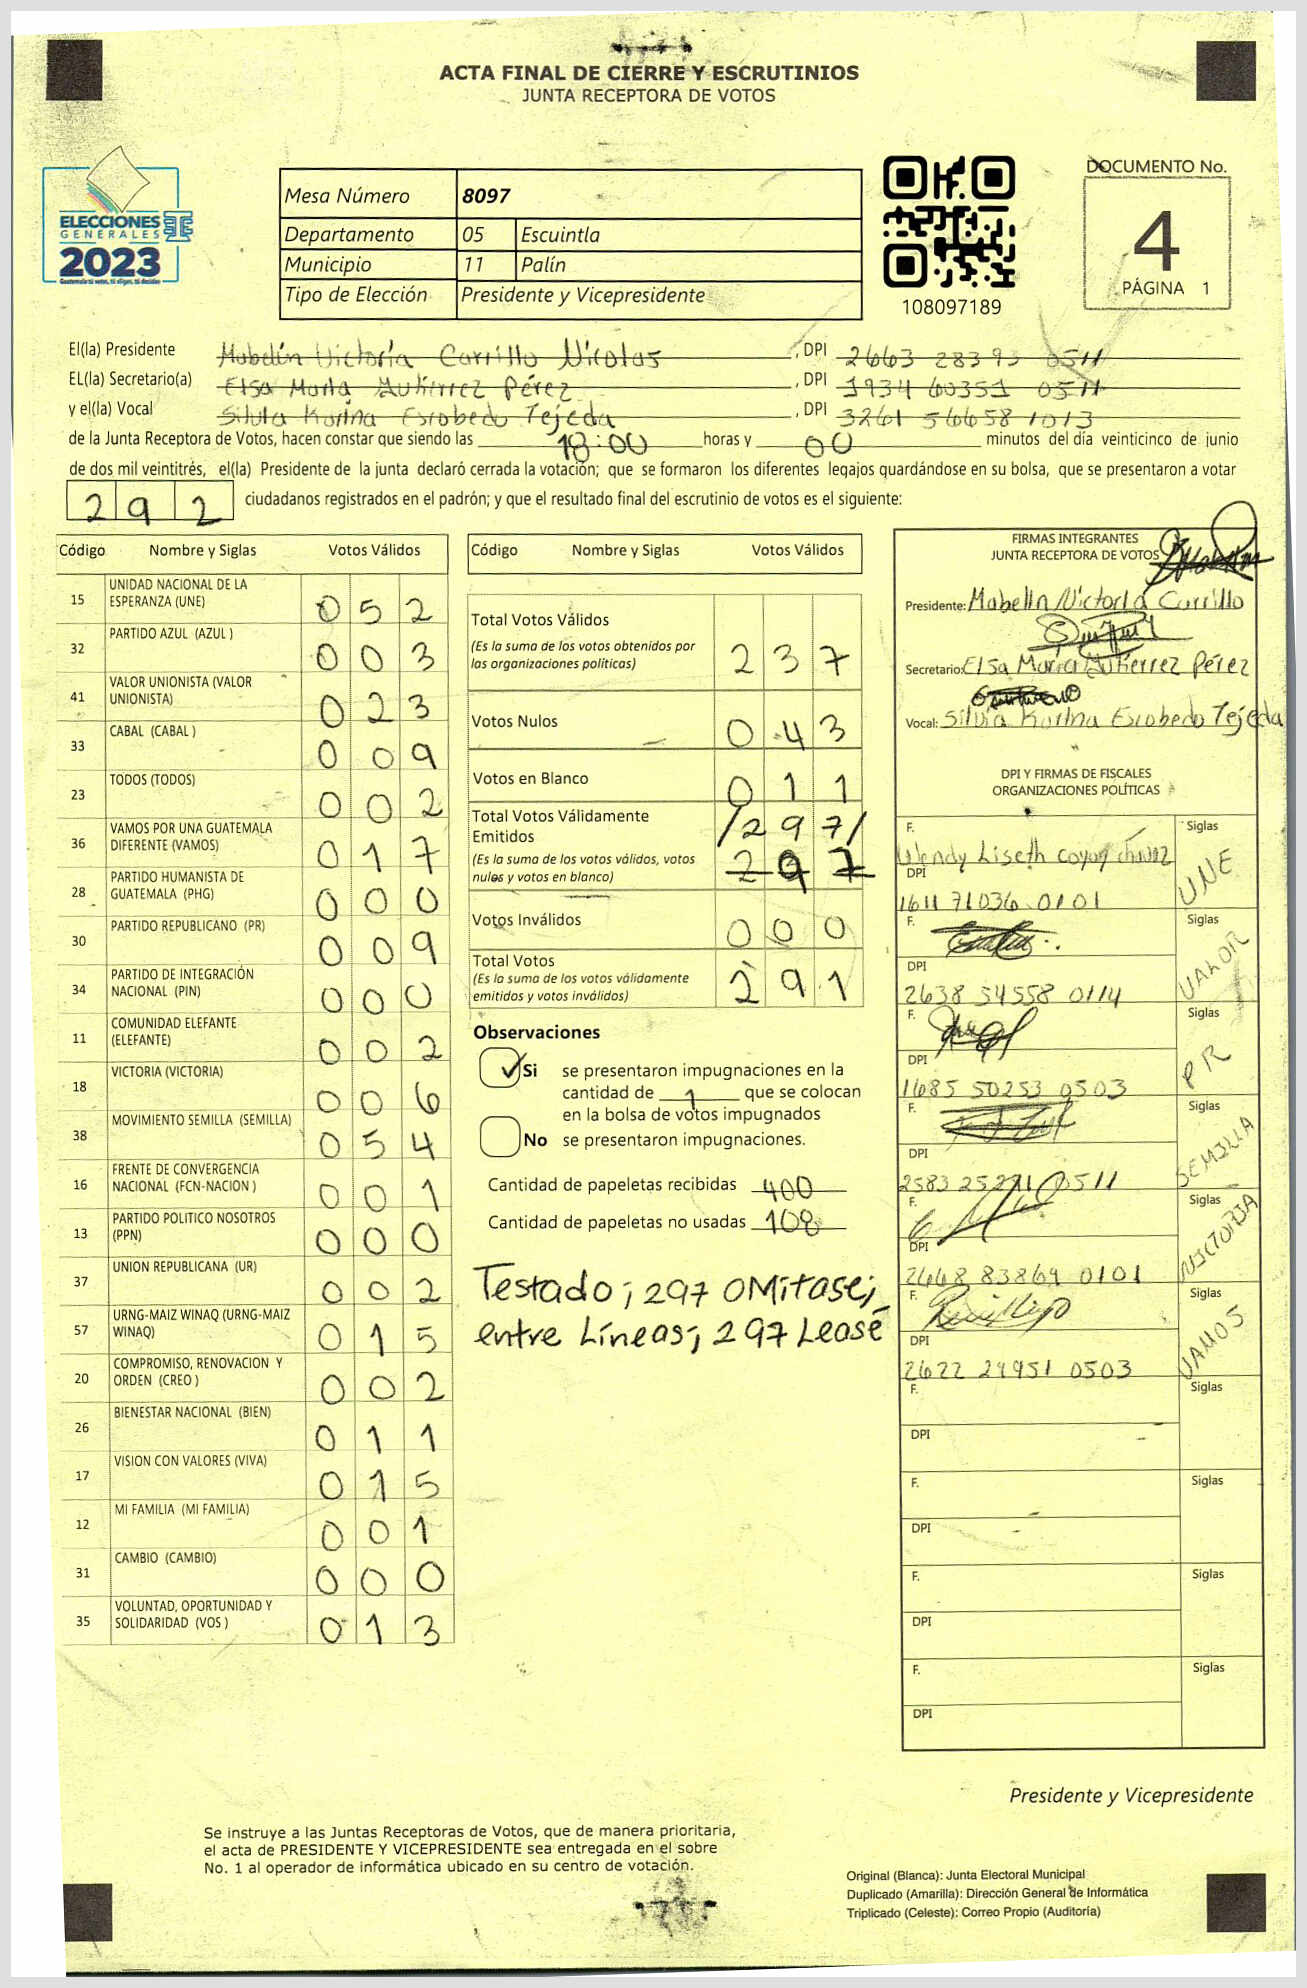 ACTA FINAL DE CIERRE Y ESCRUTINIOS
JUNTA RECEPTORA DE VOTOS
ELECCIONES
GENERALES
2023
Guatemala tú votas, tú eliges, tú decides
Mesa Número 8097
Departamento 05 Escuintla
Municipio 11 Palín
Tipo de Elección Presidente y Vicepresidente
108097189
DOCUMENTO No.
4
PÁGINA 1
El(la) Presidente Mabelin Victoria Carrillo Nicolas, DPI 2663 28393 0511
EL(la) Secretario(a) Elsa María Gutiérrez Pérez, DPI 1934 60351 0511
y el(la) Vocal Silvia Karina Escobedo Tejeda, DPI 3261 56658 1013
de la Junta Receptora de Votos, hacen constar que siendo las 18:00 horas y 00 minutos del día veinticinco de junio
de dos mil veintitrés, el(la) Presidente de la junta declaró cerrada la votación; que se formaron los diferentes legajos guardándose en su bolsa, que se presentaron a votar
292 ciudadanos registrados en el padrón; y que el resultado final del escrutinio de votos es el siguiente:
Código Nombre y Siglas Votos Válidos
15 UNIDAD NACIONAL DE LA ESPERANZA (UNE) 052
32 PARTIDO AZUL (AZUL ) 003
41 VALOR UNIONISTA (VALOR UNIONISTA) 023
33 CABAL (CABAL ) 009
23 TODOS (TODOS) 002
36 VAMOS POR UNA GUATEMALA DIFERENTE (VAMOS) 017
28 PARTIDO HUMANISTA DE GUATEMALA (PHG) 000
30 PARTIDO REPUBLICANO (PR) 009
34 PARTIDO DE INTEGRACIÓN NACIONAL (PIN) 000
11 COMUNIDAD ELEFANTE (ELEFANTE) 002
18 VICTORIA (VICTORIA) 006
38 MOVIMIENTO SEMILLA (SEMILLA) 054
16 FRENTE DE CONVERGENCIA NACIONAL (FCN-NACION ) 001
13 PARTIDO POLITICO NOSOTROS (PPN) 000
37 UNION REPUBLICANA (UR) 002
57 URNG-MAIZ WINAQ (URNG-MAIZ WINAQ) 015
20 COMPROMISO, RENOVACION Y ORDEN (CREO ) 002
26 BIENESTAR NACIONAL (BIEN) 011
17 VISION CON VALORES (VIVA) 015
12 MI FAMILIA (MI FAMILIA) 001
31 CAMBIO (CAMBIO) 000
35 VOLUNTAD, OPORTUNIDAD Y SOLIDARIDAD (VOS ) 013
Código Nombre y Siglas Votos Válidos
Total Votos Válidos
(Es la suma de los votos obtenidos por
las organizaciones políticas) 237
Votos Nulos 043
Votos en Blanco 011
Total Votos Válidamente /297/
Emitidos
(Es la suma de los votos válidos, votos
nulos y votos en blanco) 297
Votos Inválidos 000
Total Votos
(Es la suma de los votos válidamente
emitidos y votos inválidos) 291
Observaciones
✓ Si se presentaron impugnaciones en la
cantidad de 1 que se colocan
en la bolsa de votos impugnados
No se presentaron impugnaciones.
Cantidad de papeletas recibidas 400
Cantidad de papeletas no usadas 108
Testado; 297 OMitase;
entre Líneas; 297 Leasé
FIRMAS INTEGRANTES
JUNTA RECEPTORA DE VOTOS
Presidente: Mabelin Victoria Carrillo
Secretario: Elsa María Gutiérrez Pérez
Vocal: Silvia Karina Escobedo Tejeda
DPI Y FIRMAS DE FISCALES
ORGANIZACIONES POLÍTICAS
F. Wendy Liseth Siglas UNE
DPI 1611 71036 0101
F. Siglas VALOR
DPI 2638 54558 0114
F. Siglas PR
DPI 1685 50253 0503
F. Siglas SEMILLA
DPI 2583 0511
F. Siglas VICTORIA
DPI 2668 83869 0101
F. Siglas VAMOS
DPI 2622 29951 0503
F. Siglas
DPI
F. Siglas
DPI
F. Siglas
DPI
F. Siglas
DPI
Presidente y Vicepresidente
Se instruye a las Juntas Receptoras de Votos, que de manera prioritaria,
el acta de PRESIDENTE Y VICEPRESIDENTE sea entregada en el sobre
No. 1 al operador de informática ubicado en su centro de votación.
Original (Blanca): Junta Electoral Municipal
Duplicado (Amarilla): Dirección General de Informática
Triplicado (Celeste): Correo Propio (Auditoría)